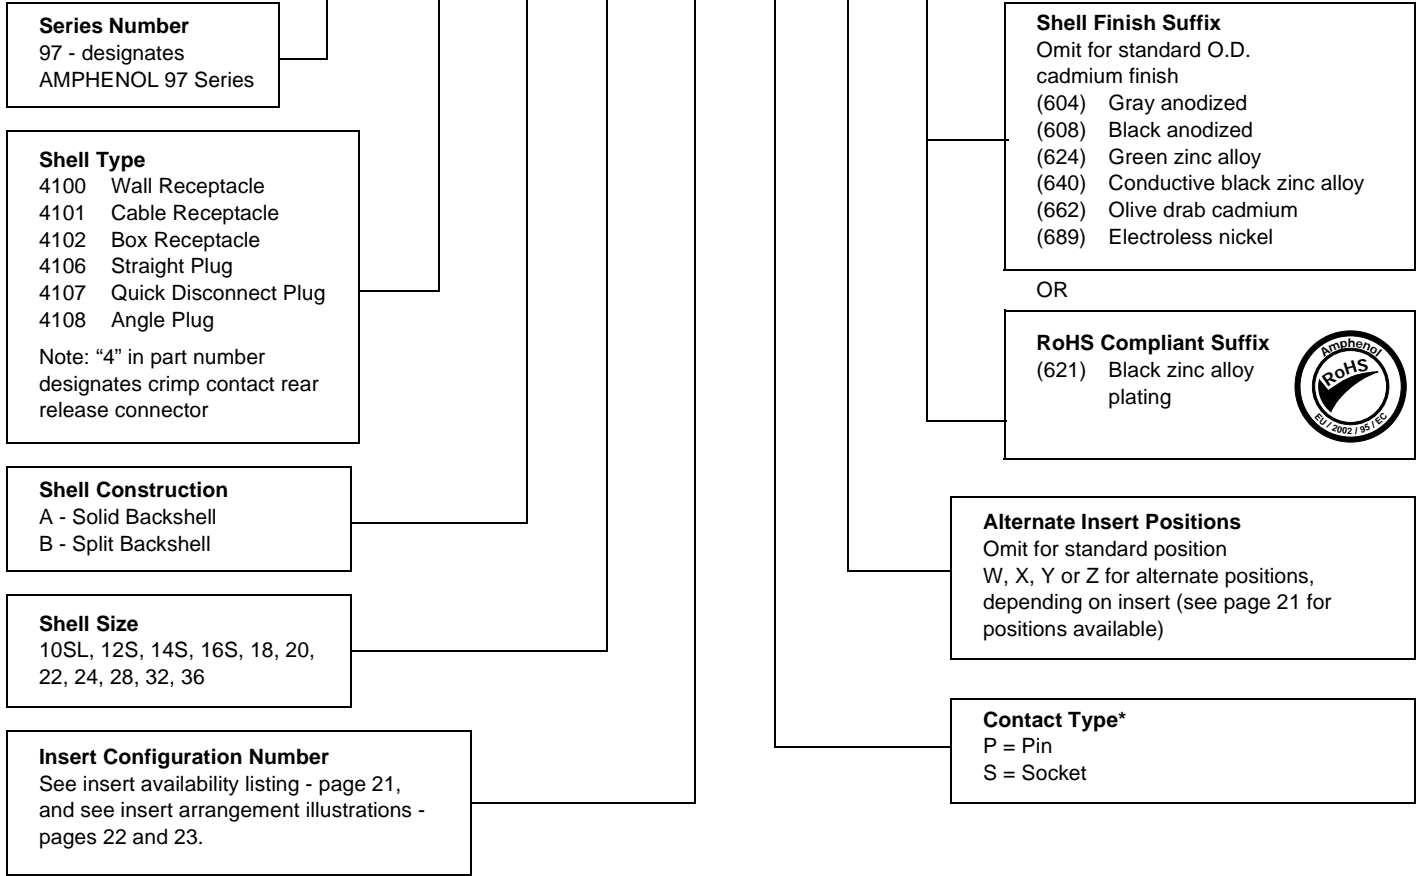 Series Number
97 - designates
AMPHENOL 97 Series
Shell Type
4100 Wall Receptacle
4101 Cable Receptacle
4102 Box Receptacle
4106 Straight Plug
4107 Quick Disconnect Plug
4108 Angle Plug
Note: “4” in part number
designates crimp contact rear
release connector
Shell Construction
A - Solid Backshell
B - Split Backshell
Shell Size
10SL, 12S, 14S, 16S, 18, 20,
22, 24, 28, 32, 36
Insert Configuration Number
See insert availability listing - page 21,
and see insert arrangement illustrations -
pages 22 and 23.
Shell Finish Suffix
Omit for standard O.D.
cadmium finish
(604) Gray anodized
(608) Black anodized
(624) Green zinc alloy
(640) Conductive black zinc alloy
(662) Olive drab cadmium
(689) Electroless nickel
OR
RoHS Compliant Suffix
(621) Black zinc alloy
plating
Amphenol
RoHS
EU / 2002 / 95 / EC
Alternate Insert Positions
Omit for standard position
W, X, Y or Z for alternate positions,
depending on insert (see page 21 for
positions available)
Contact Type*
P = Pin
S = Socket